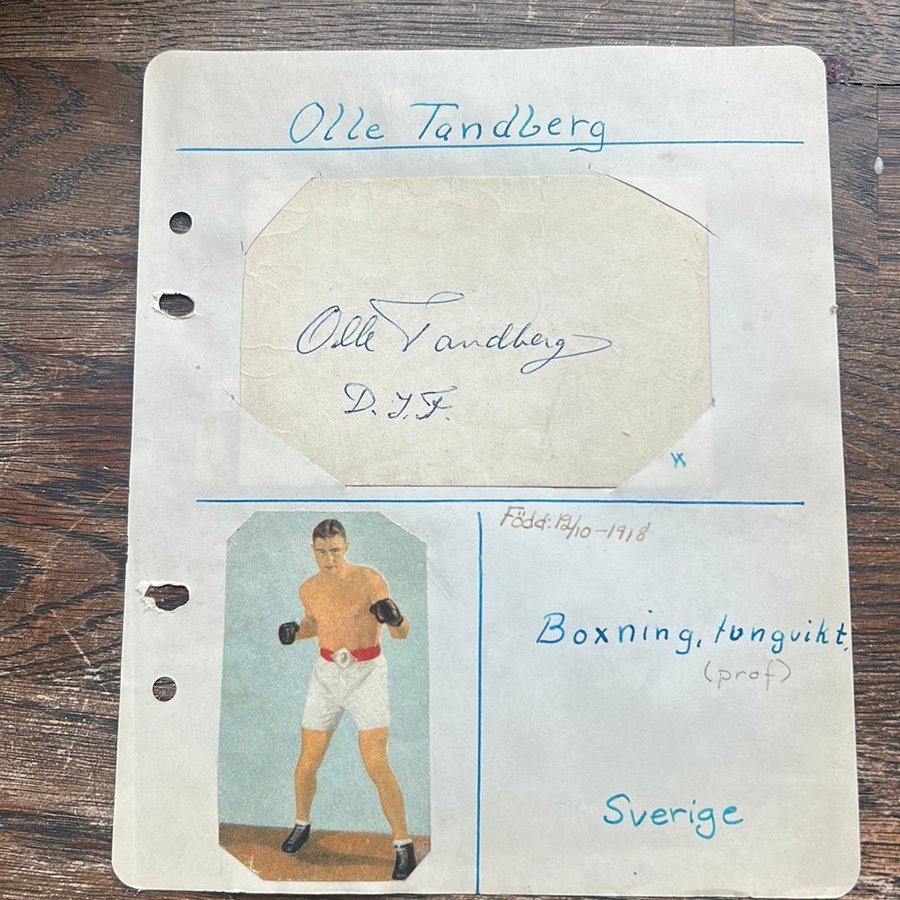 Olle Tandberg
Olle Tandberg
D.I.F.
Född: 12/10-1918
Boxning, tungvikt,
(prof)
Sverige